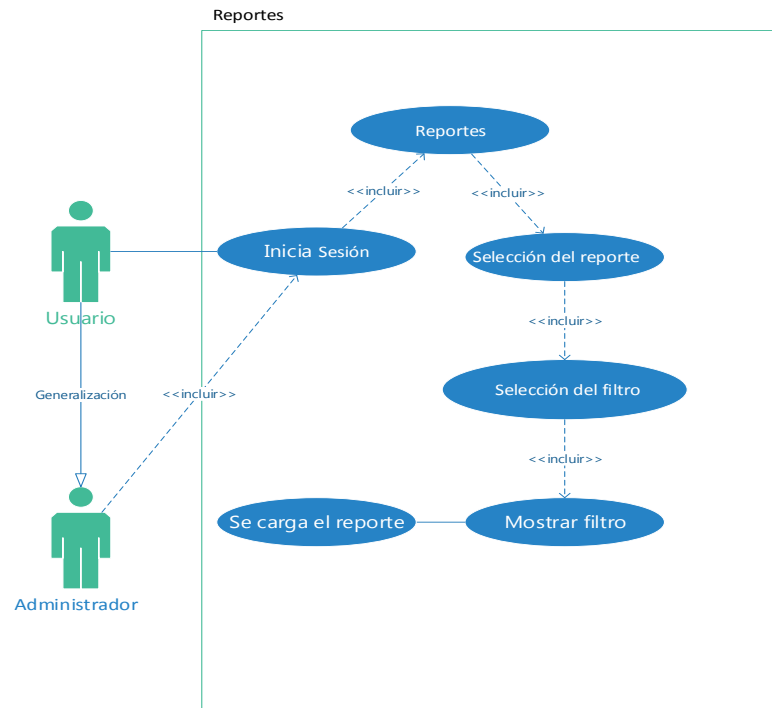 Reportes
Reportes
<<incluir>>
<<incluir>>
Inicia Sesión
Selección del reporte
Usuario
<<incluir>>
Generalización
<<incluir>>
Selección del filtro
<<incluir>>
Se carga el reporte
Mostrar filtro
Administrador